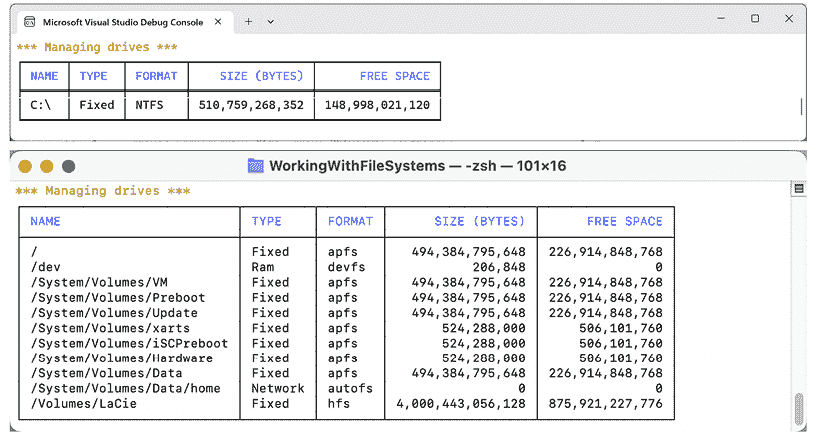 Microsoft Visual Studio Debug Console
*** Managing drives ***
NAME TYPE FORMAT SIZE (BYTES) FREE SPACE
C:\ Fixed NTFS 510,759,268,352 148,998,021,120
WorkingWithFileSystems — -zsh — 101×16
*** Managing drives ***
NAME TYPE FORMAT SIZE (BYTES) FREE SPACE
/ Fixed apfs 494,384,795,648 226,914,848,768
/dev Ram devfs 206,848 0
/System/Volumes/VM Fixed apfs 494,384,795,648 226,914,848,768
/System/Volumes/Preboot Fixed apfs 494,384,795,648 226,914,848,768
/System/Volumes/Update Fixed apfs 494,384,795,648 226,914,848,768
/System/Volumes/xarts Fixed apfs 524,288,000 506,101,760
/System/Volumes/iSCPreboot Fixed apfs 524,288,000 506,101,760
/System/Volumes/Hardware Fixed apfs 524,288,000 506,101,760
/System/Volumes/Data Fixed apfs 494,384,795,648 226,914,848,768
/System/Volumes/Data/home Network autofs 0 0
/Volumes/LaCie Fixed hfs 4,000,443,056,128 875,921,227,776